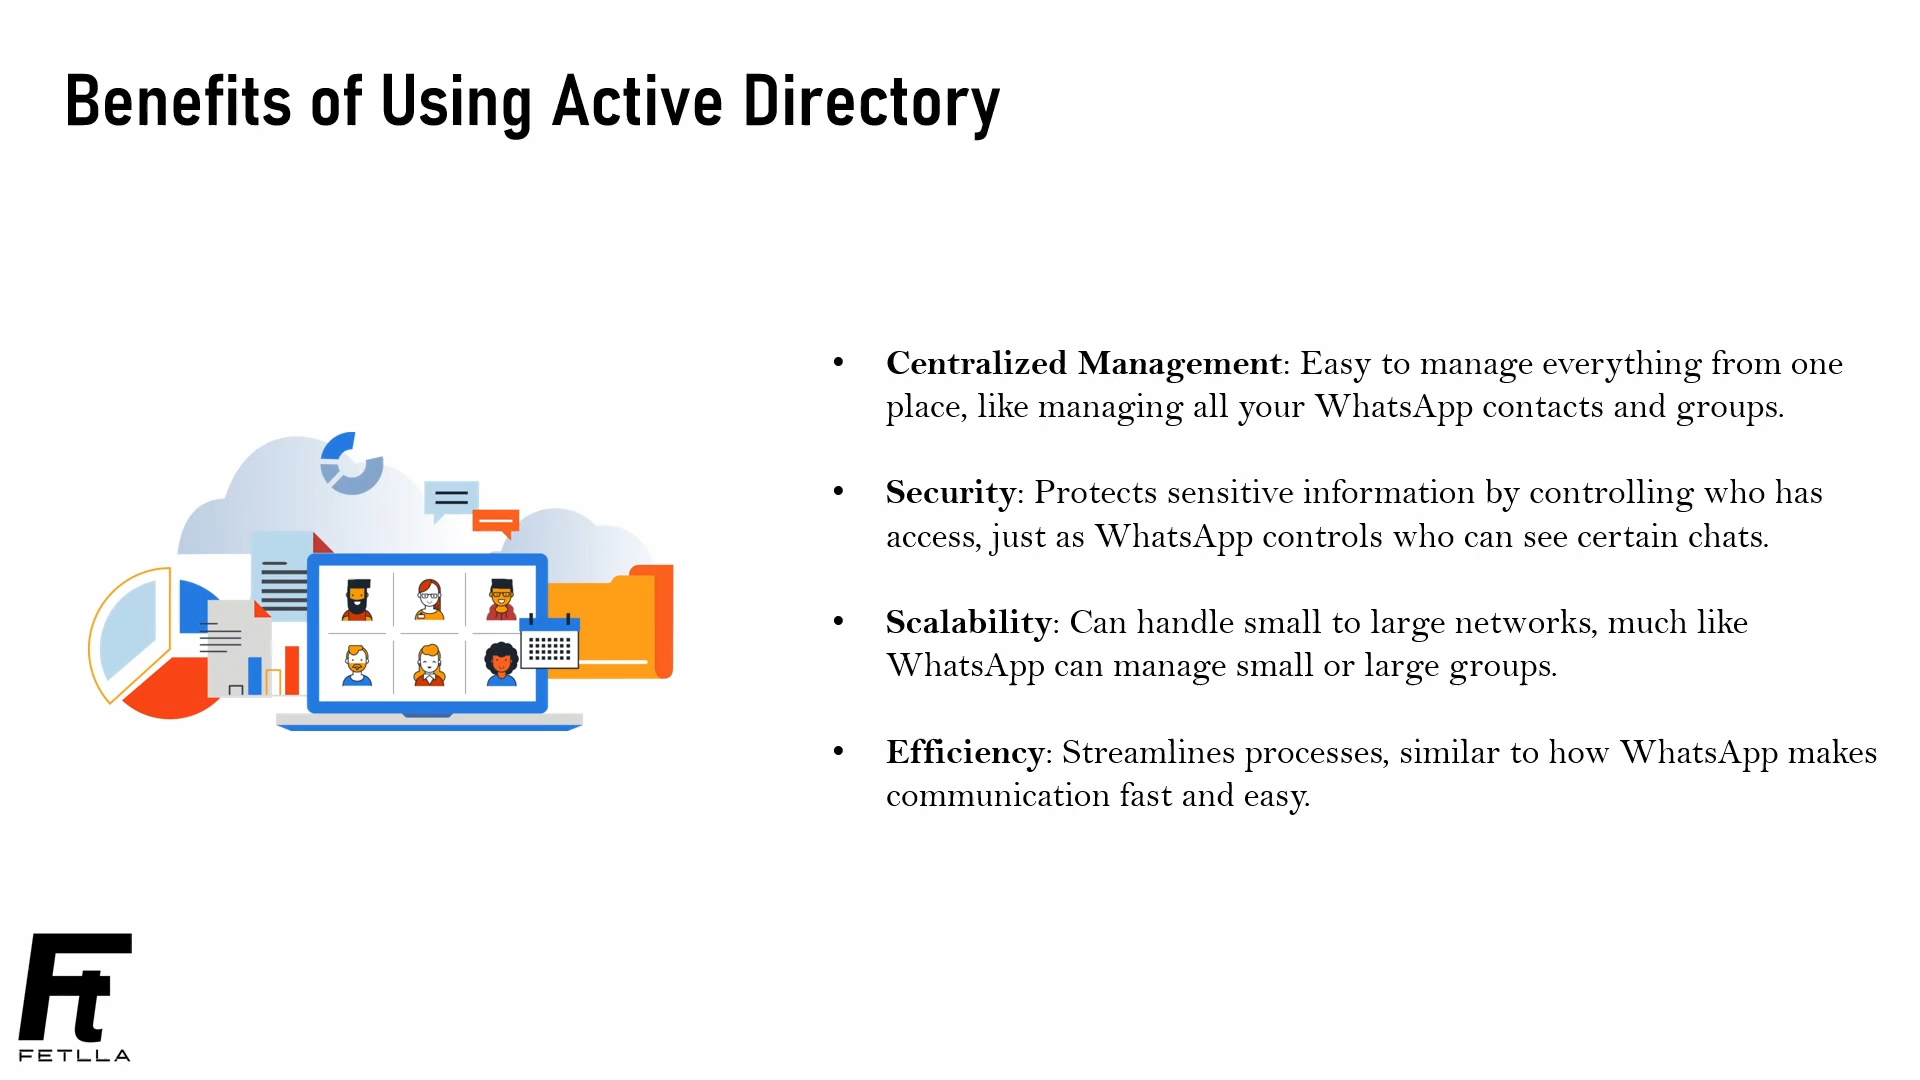 Benefits of Using Active Directory
• Centralized Management: Easy to manage everything from one
place, like managing all your WhatsApp contacts and groups.
• Security: Protects sensitive information by controlling who has
access, just as WhatsApp controls who can see certain chats.
• Scalability: Can handle small to large networks, much like
WhatsApp can manage small or large groups.
• Efficiency: Streamlines processes, similar to how WhatsApp makes
communication fast and easy.
Ft
FETLLA